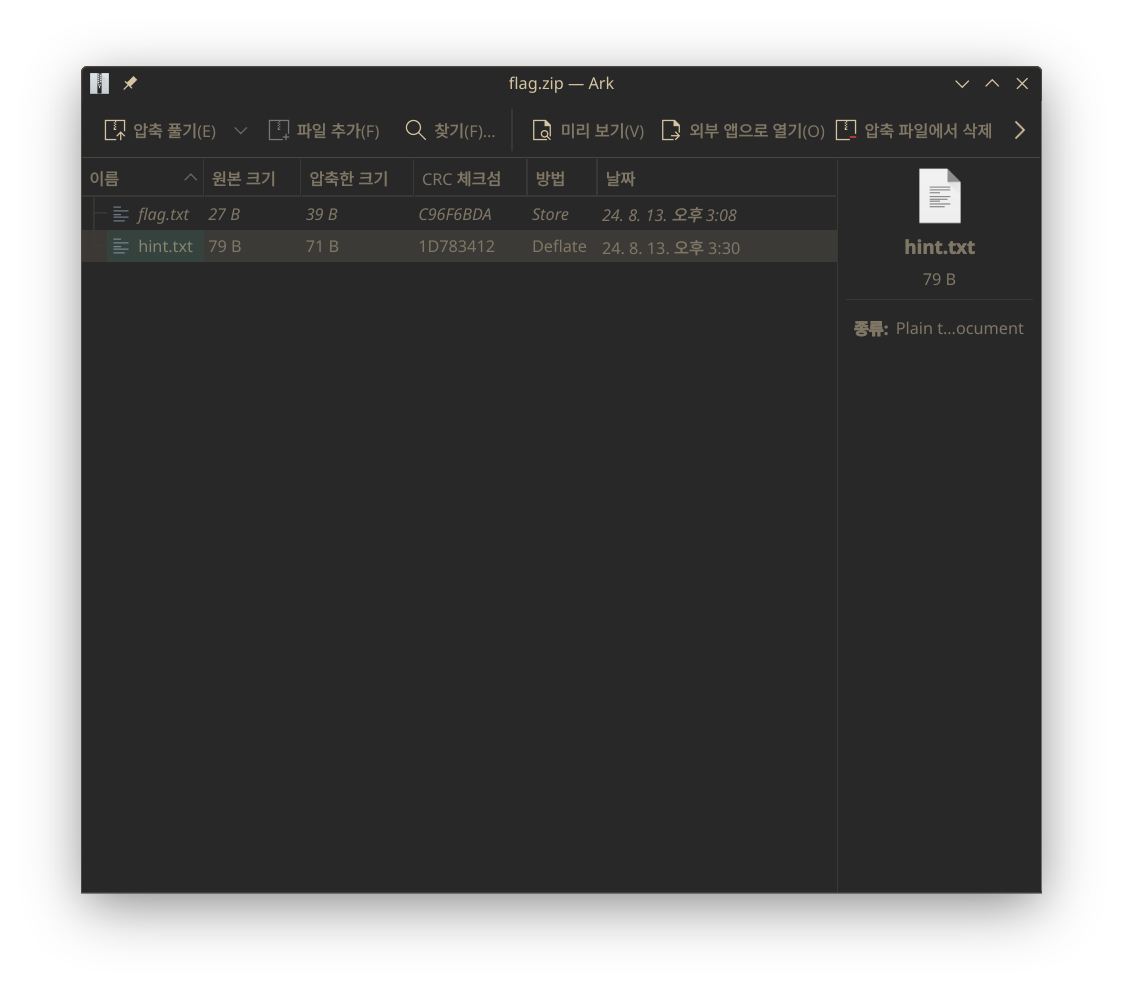 flag.zip — Ark
압축 풀기(E) 파일 추가(F) 찾기(F)... 미리 보기(V) 외부 앱으로 열기(O) 압축 파일에서 삭제
이름 원본 크기 압축한 크기 CRC 체크섬 방법 날짜
flag.txt 27 B 39 B C96F6BDA Store 24. 8. 13. 오후 3:08
hint.txt 79 B 71 B 1D783412 Deflate 24. 8. 13. 오후 3:30
hint.txt
79 B
종류: Plain t...ocument